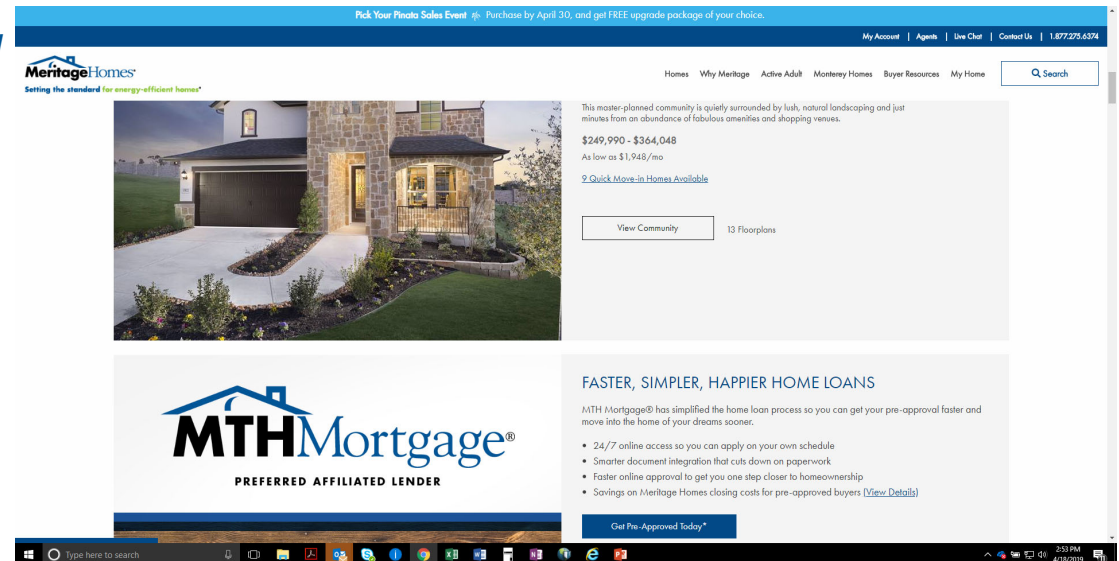 Pick Your Pinata Sales Event Purchase by April 30, and get FREE upgrade package of your choice.
My Account | Agents | Live Chat | Contact Us | 1.877.275.6374
MeritageHomes®
Setting the standard for energy-efficient homes®
Homes Why Meritage Active Adult Monterey Homes Buyer Resources My Home Search
This master-planned community is quietly surrounded by lush, natural landscaping and just
minutes from an abundance of fabulous amenities and shopping venues.
$249,990 - $364,048
As low as $1,948/mo
9 Quick Move-in Homes Available
View Community 13 Floorplans
MTHMortgage®
PREFERRED AFFILIATED LENDER
FASTER, SIMPLER, HAPPIER HOME LOANS
MTH Mortgage® has simplified the home loan process so you can get your pre-approval faster and
move into the home of your dreams sooner.
• 24/7 online access so you can apply on your own schedule
• Smarter document integration that cuts down on paperwork
• Faster online approval to get you one step closer to homeownership
• Savings on Meritage Homes closing costs for pre-approved buyers (View Details)
Get Pre-Approved Today*
Type here to search
2:53 PM
4/18/2019